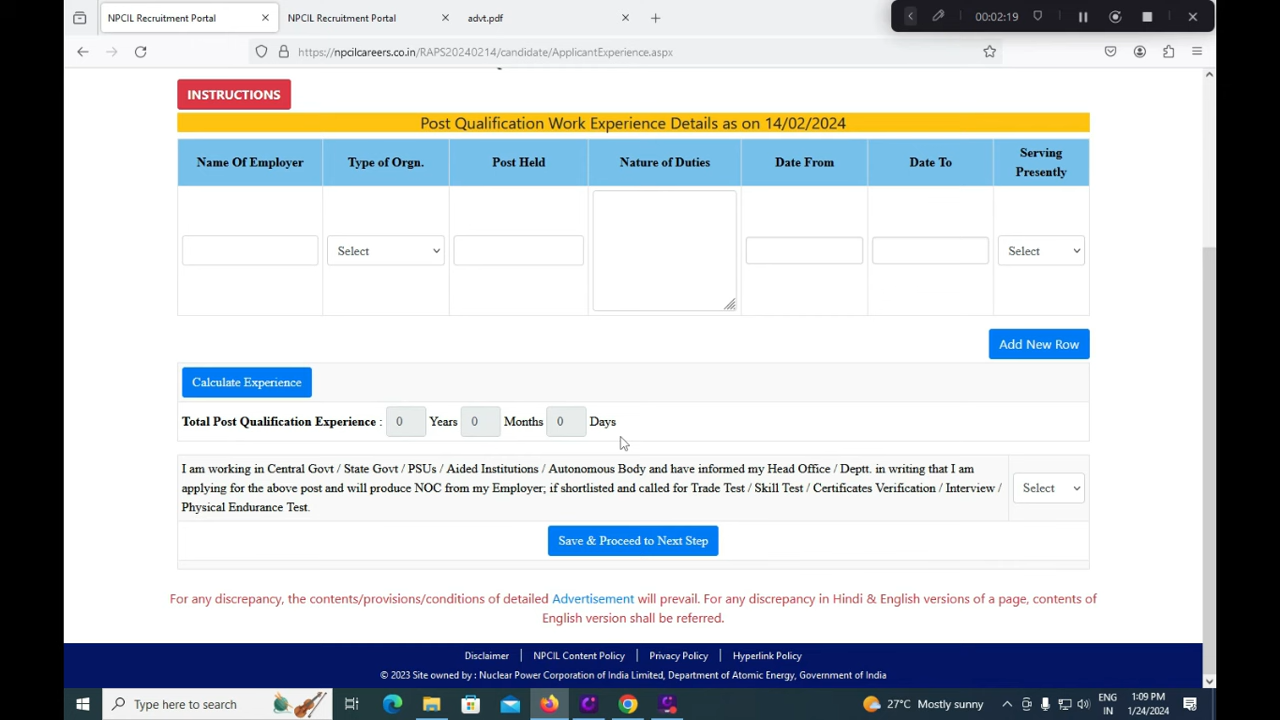 NPCIL Recruitment Portal
NPCIL Recruitment Portal
advt.pdf
00:02:19
https://npcilcareers.co.in/RAPS20240214/candidate/ApplicantExperience.aspx
INSTRUCTIONS
Post Qualification Work Experience Details as on 14/02/2024
Name Of Employer
Type of Orgn.
Post Held
Nature of Duties
Date From
Date To
Serving Presently
Select
Select
Add New Row
Calculate Experience
Total Post Qualification Experience : 0 Years 0 Months 0 Days
I am working in Central Govt / State Govt / PSUs / Aided Institutions / Autonomous Body and have informed my Head Office / Deptt. in writing that I am
applying for the above post and will produce NOC from my Employer; if shortlisted and called for Trade Test / Skill Test / Certificates Verification / Interview /
Physical Endurance Test.
Select
Save & Proceed to Next Step
For any discrepancy, the contents/provisions/conditions of detailed Advertisement will prevail. For any discrepancy in Hindi & English versions of a page, contents of
English version shall be referred.
Disclaimer | NPCIL Content Policy | Privacy Policy | Hyperlink Policy
© 2023 Site owned by : Nuclear Power Corporation of India Limited, Department of Atomic Energy, Government of India
Type here to search
27°C Mostly sunny
ENG
IN
1:09 PM
1/24/2024